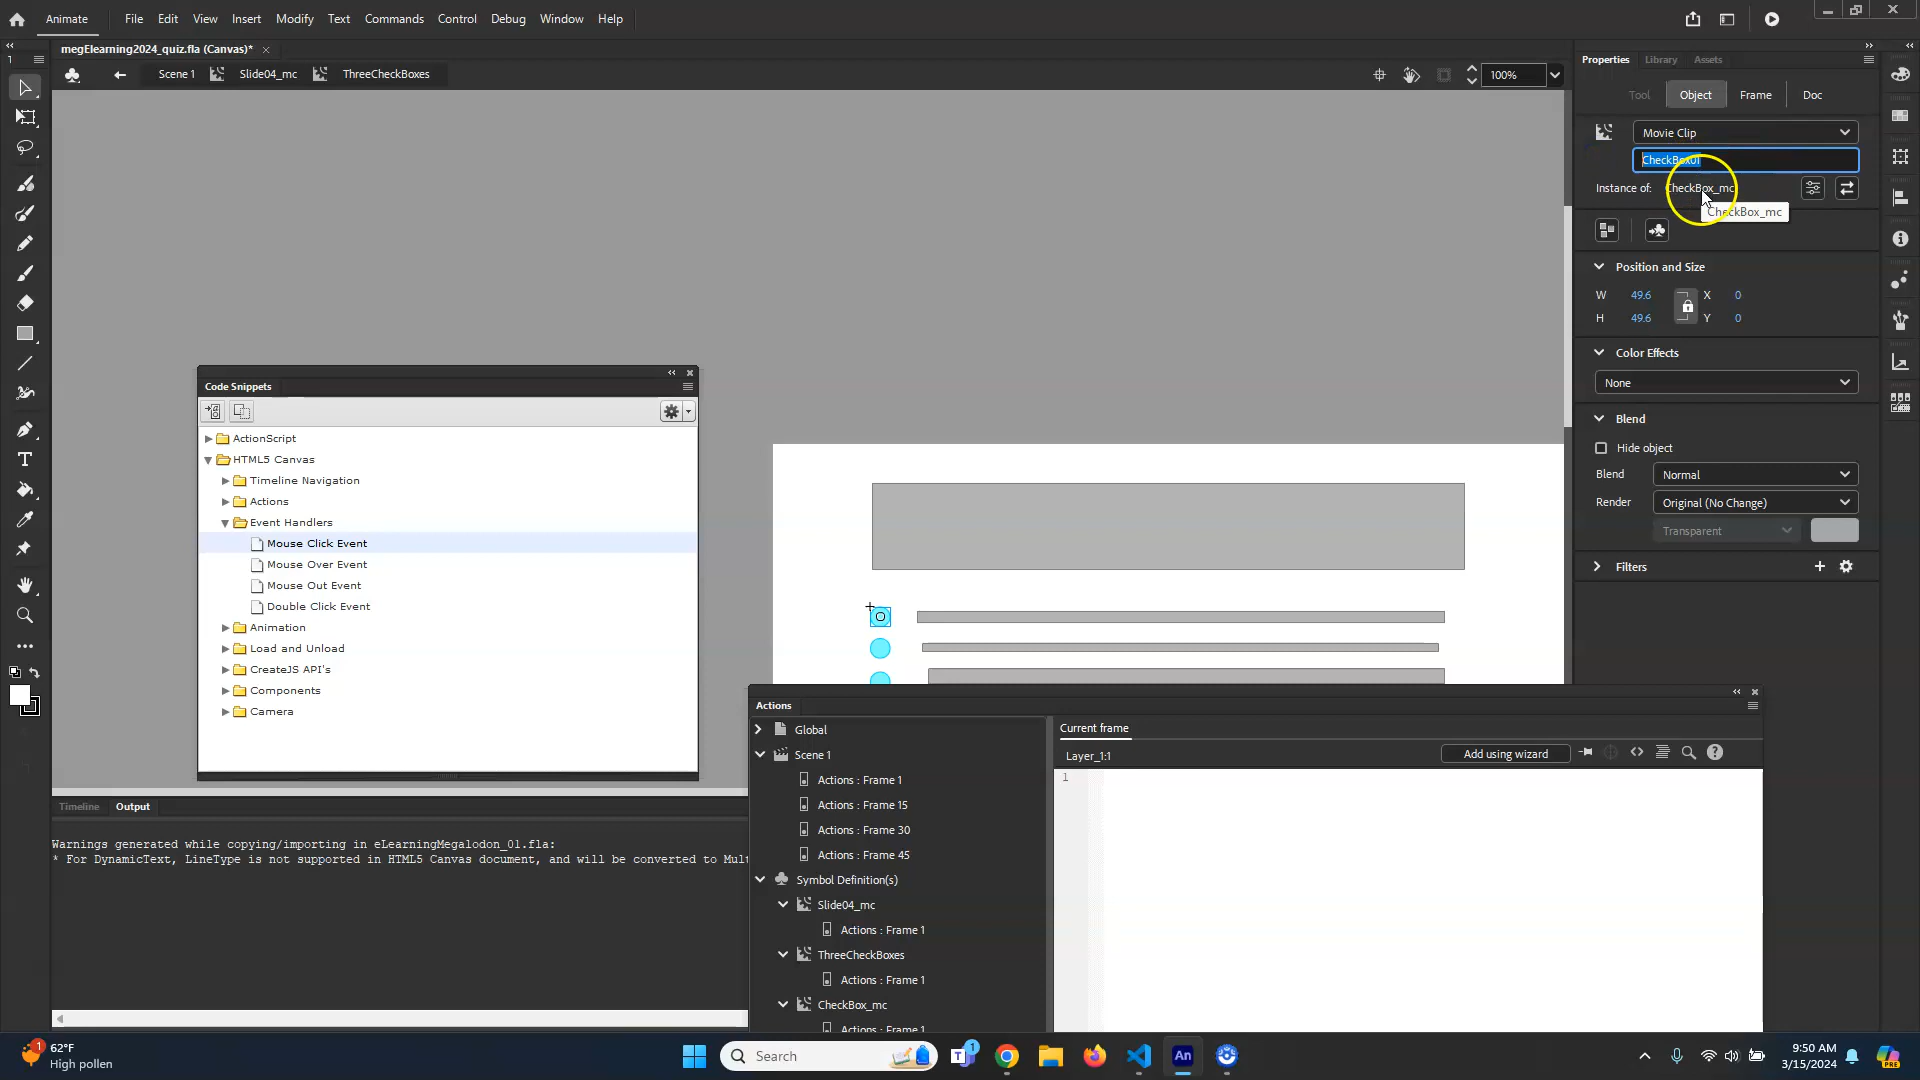 Animate
File Edit View Insert Modify Text Commands Control Debug Window Help
megElearning2024_quiz.fla (Canvas)*
Scene 1 Slide04_mc ThreeCheckBoxes
100%
Properties Library Assets
Tool Object Frame Doc
Movie Clip
CheckBox01
Instance of: CheckBox_mc
CheckBox_mc
Position and Size
W 49.6 X 0
H 49.6 Y 0
Color Effects
None
Blend
Hide object
Blend Normal
Render Original (No Change)
Transparent
Filters
Code Snippets
ActionScript
HTML5 Canvas
Timeline Navigation
Actions
Event Handlers
Mouse Click Event
Mouse Over Event
Mouse Out Event
Double Click Event
Animation
Load and Unload
CreateJS API's
Components
Camera
Timeline Output
Warnings generated while copying/importing in eLearningMegalodon_01.fla:
* For DynamicText, LineType is not supported in HTML5 Canvas document, and will be converted to Mult
Actions
Global
Scene 1
Actions : Frame 1
Actions : Frame 15
Actions : Frame 30
Actions : Frame 45
Symbol Definition(s)
Slide04_mc
Actions : Frame 1
ThreeCheckBoxes
Actions : Frame 1
CheckBox_mc
Actions : Frame 1
Current frame
Layer_1:1
Add using wizard
1
1
62°F
High pollen
Search
1
An
9:50 AM
3/15/2024
PRE